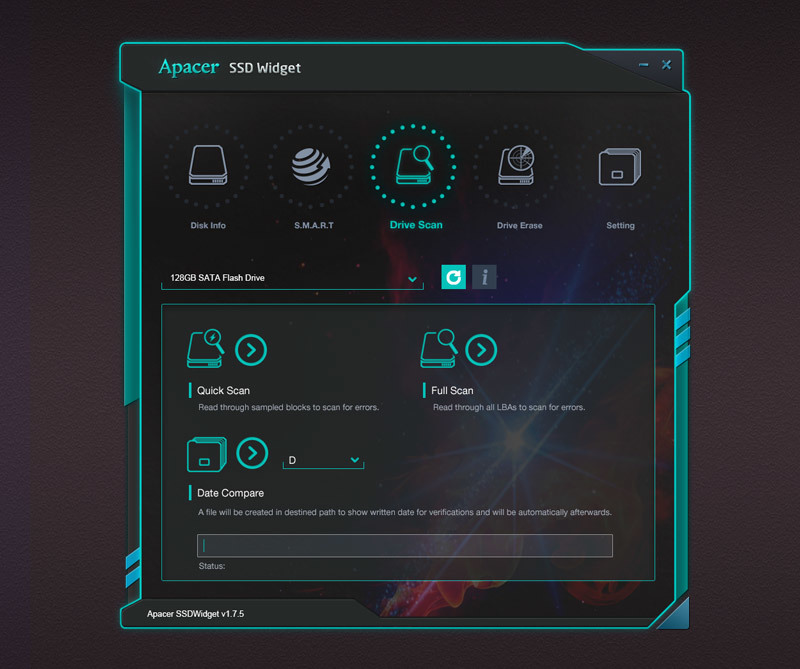 Apacer SSD Widget
Disk Info
S.M.A.R.T
Drive Scan
Drive Erase
Setting
128GB SATA Flash Drive
Quick Scan
Read through sampled blocks to scan for errors.
Full Scan
Read through all LBAs to scan for errors.
D
Date Compare
A file will be created in destined path to show written date for verifications and will be automatically afterwards.
Status:
Apacer SSDWidget v1.7.5